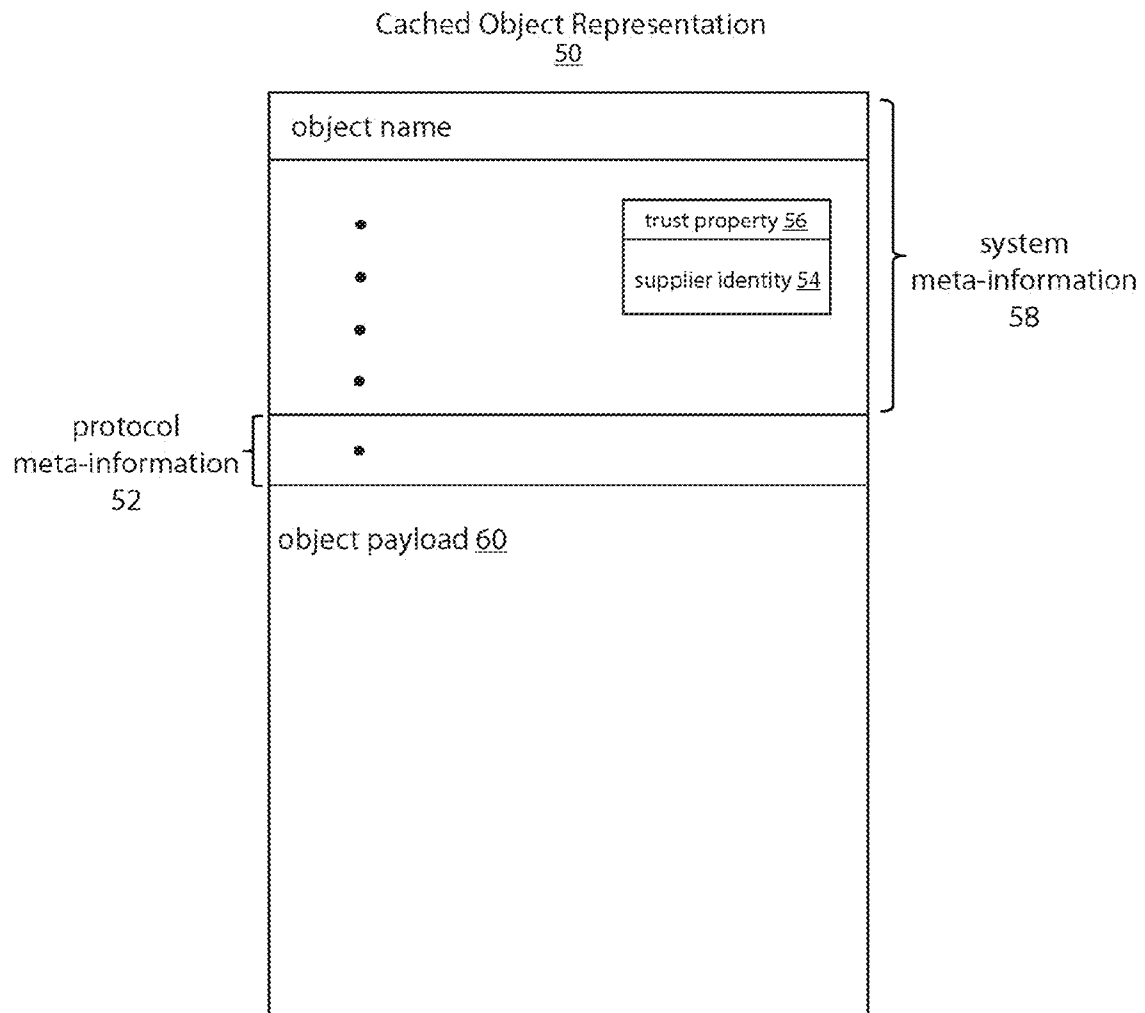 Cached Object Representation
50
object name
trust property 56
supplier identity 54
system
meta-information
58
protocol
meta-information
52
object payload 60